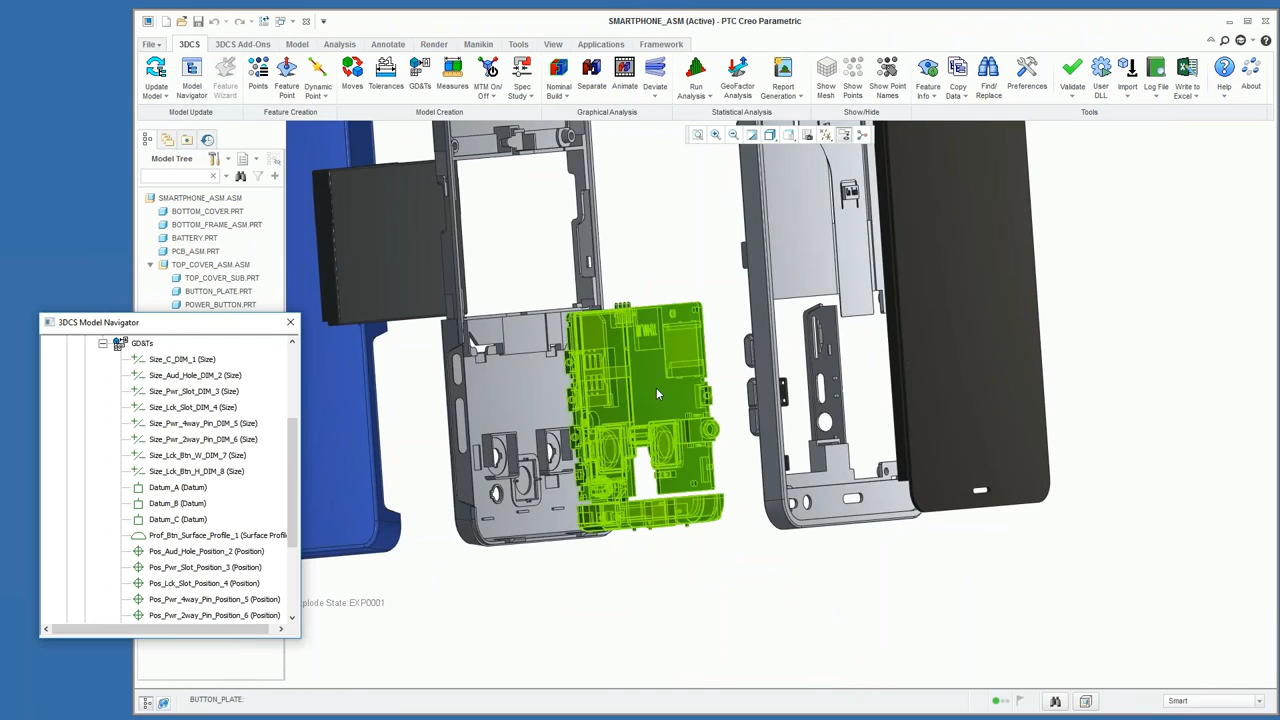 SMARTPHONE_ASM (Active) - PTC Creo Parametric
File 3DCS 3DCS Add-Ons Model Analysis Annotate Render Manikin Tools View Applications Framework
Update Model Model Navigator Feature Wizard Points Feature Point Dynamic Point Moves Tolerances GD&Ts Measures MTM On/ Off Spec Study Nominal Build Separate Animate Deviate Run Analysis GeoFactor Analysis Report Generation Show Mesh Show Points Show Point Names Feature Info Copy Data Find/ Replace Preferences Validate User DLL Import Log File Write to Excel Help About
Model Update Feature Creation Model Creation Graphical Analysis Statistical Analysis Show/Hide Tools
Model Tree
SMARTPHONE_ASM.ASM
BOTTOM_COVER.PRT
BOTTOM_FRAME_ASM.PRT
BATTERY.PRT
PCB_ASM.PRT
TOP_COVER_ASM.ASM
TOP_COVER_SUB.PRT
BUTTON_PLATE.PRT
POWER_BUTTON.PRT
3DCS Model Navigator
GD&Ts
Size_C_DIM_1 (Size)
Size_Aud_Hole_DIM_2 (Size)
Size_Pwr_Slot_DIM_3 (Size)
Size_Lck_Slot_DIM_4 (Size)
Size_Pwr_4way_Pin_DIM_5 (Size)
Size_Pwr_2way_Pin_DIM_6 (Size)
Size_Lck_Btn_W_DIM_7 (Size)
Size_Lck_Btn_H_DIM_8 (Size)
Datum_A (Datum)
Datum_B (Datum)
Datum_C (Datum)
Prof_Btn_Surface_Profile_1 (Surface Profil
Pos_Aud_Hole_Position_2 (Position)
Pos_Pwr_Slot_Position_3 (Position)
Pos_Lck_Slot_Position_4 (Position)
Pos_Pwr_4way_Pin_Position_5 (Position)
Pos_Pwr_2way_Pin_Position_6 (Position)
xplode State:EXP0001
BUTTON_PLATE:
Smart